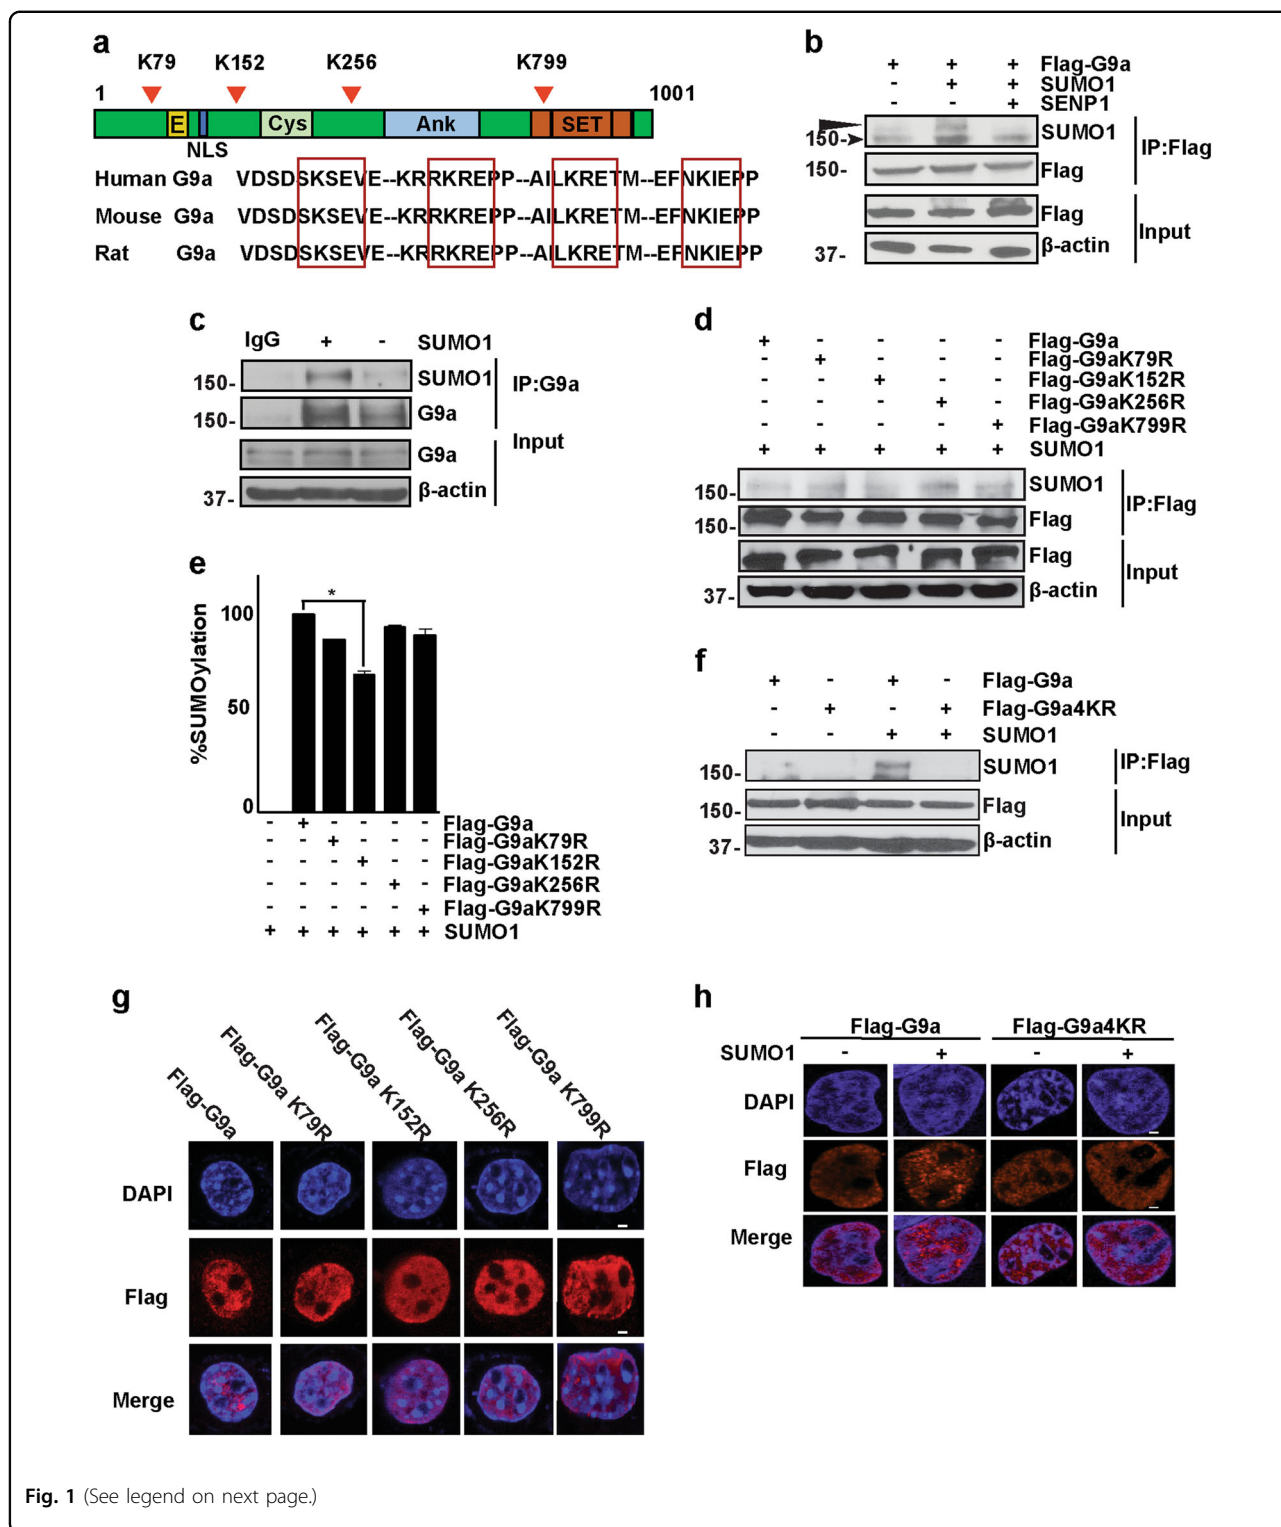 a
K79 K152 K256 K799
1 1001
E Cys Ank SET
NLS
Human G9a VDSDSKSEVE--KRRKREPP--AILKRETM--EFNKIEPP
Mouse G9a VDSDSKSEVE--KRRKREPP--AILKRETM--EFNKIEPP
Rat G9a VDSDSKSEVE--KRRKREPP--AILKRETM--EFNKIEPP
b
+ + + Flag-G9a
- + + SUMO1
- - + SENP1
150- SUMO1
IP:Flag
150- Flag
Flag
Input
37- β-actin
c
IgG + - SUMO1
150- SUMO1
IP:G9a
150- G9a
G9a
Input
37- β-actin
d
+ - - - - Flag-G9a
- + - - - Flag-G9aK79R
- - + - - Flag-G9aK152R
- - - + - Flag-G9aK256R
- - - - + Flag-G9aK799R
+ + + + + SUMO1
150- SUMO1
IP:Flag
150- Flag
Flag
Input
37- β-actin
e
%SUMOylation
100
50
0
*
- + - - - - Flag-G9a
- - + - - - Flag-G9aK79R
- - - + - - Flag-G9aK152R
- - - - + - Flag-G9aK256R
- - - - - + Flag-G9aK799R
+ + + + + + SUMO1
f
+ - + - Flag-G9a
- + - + Flag-G9a4KR
- - + + SUMO1
150- SUMO1
IP:Flag
150- Flag
Input
37- β-actin
g
Flag-G9a
Flag-G9a K79R
Flag-G9a K152R
Flag-G9a K256R
Flag-G9a K799R
DAPI
Flag
Merge
h
Flag-G9a Flag-G9a4KR
SUMO1 - + - +
DAPI
Flag
Merge
Fig. 1 (See legend on next page.)